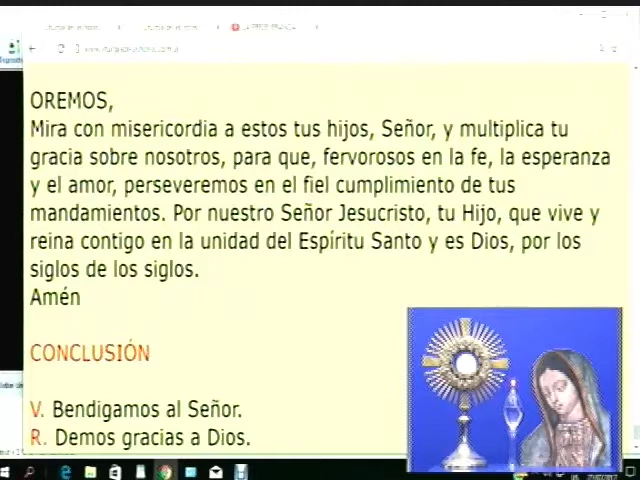 OREMOS,
Mira con misericordia a estos tus hijos, Señor, y multiplica tu
gracia sobre nosotros, para que, fervorosos en la fe, la esperanza
y el amor, perseveremos en el fiel cumplimiento de tus
mandamientos. Por nuestro Señor Jesucristo, tu Hijo, que vive y
reina contigo en la unidad del Espíritu Santo y es Dios, por los
siglos de los siglos.
Amén
CONCLUSIÓN
V. Bendigamos al Señor.
R. Demos gracias a Dios.